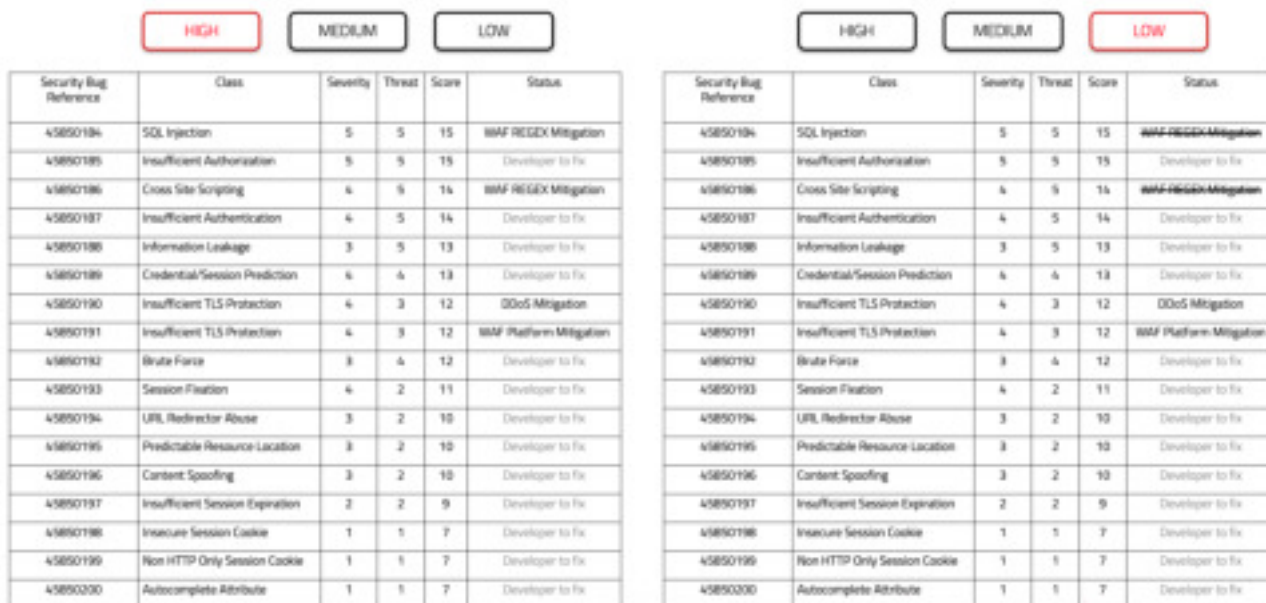 HIGH MEDIUM LOW
Security Bug Reference Class Severity Threat Score Status
45850184 SQL Injection 5 5 15 WAF REGEX Mitigation
45850185 Insufficient Authorization 5 5 15 Developer to fix
45850186 Cross Site Scripting 4 5 14 WAF REGEX Mitigation
45850187 Insufficient Authentication 4 5 14 Developer to fix
45850188 Information Leakage 3 5 13 Developer to fix
45850189 Credential/Session Prediction 4 4 13 Developer to fix
45850190 Insufficient TLS Protection 4 3 12 DDoS Mitigation
45850191 Insufficient TLS Protection 4 3 12 WAF Platform Mitigation
45850192 Brute Force 3 4 12 Developer to fix
45850193 Session Fixation 4 2 11 Developer to fix
45850194 URL Redirector Abuse 3 2 10 Developer to fix
45850195 Predictable Resource Location 3 2 10 Developer to fix
45850196 Content Spoofing 3 2 10 Developer to fix
45850197 Insufficient Session Expiration 2 2 9 Developer to fix
45850198 Insecure Session Cookie 1 1 7 Developer to fix
45850199 Non HTTP Only Session Cookie 1 1 7 Developer to fix
45850200 Autocomplete Attribute 1 1 7 Developer to fix
HIGH MEDIUM LOW
Security Bug Reference Class Severity Threat Score Status
45850184 SQL Injection 5 5 15 WAF REGEX Mitigation
45850185 Insufficient Authorization 5 5 15 Developer to fix
45850186 Cross Site Scripting 4 5 14 WAF REGEX Mitigation
45850187 Insufficient Authentication 4 5 14 Developer to fix
45850188 Information Leakage 3 5 13 Developer to fix
45850189 Credential/Session Prediction 4 4 13 Developer to fix
45850190 Insufficient TLS Protection 4 3 12 DDoS Mitigation
45850191 Insufficient TLS Protection 4 3 12 WAF Platform Mitigation
45850192 Brute Force 3 4 12 Developer to fix
45850193 Session Fixation 4 2 11 Developer to fix
45850194 URL Redirector Abuse 3 2 10 Developer to fix
45850195 Predictable Resource Location 3 2 10 Developer to fix
45850196 Content Spoofing 3 2 10 Developer to fix
45850197 Insufficient Session Expiration 2 2 9 Developer to fix
45850198 Insecure Session Cookie 1 1 7 Developer to fix
45850199 Non HTTP Only Session Cookie 1 1 7 Developer to fix
45850200 Autocomplete Attribute 1 1 7 Developer to fix